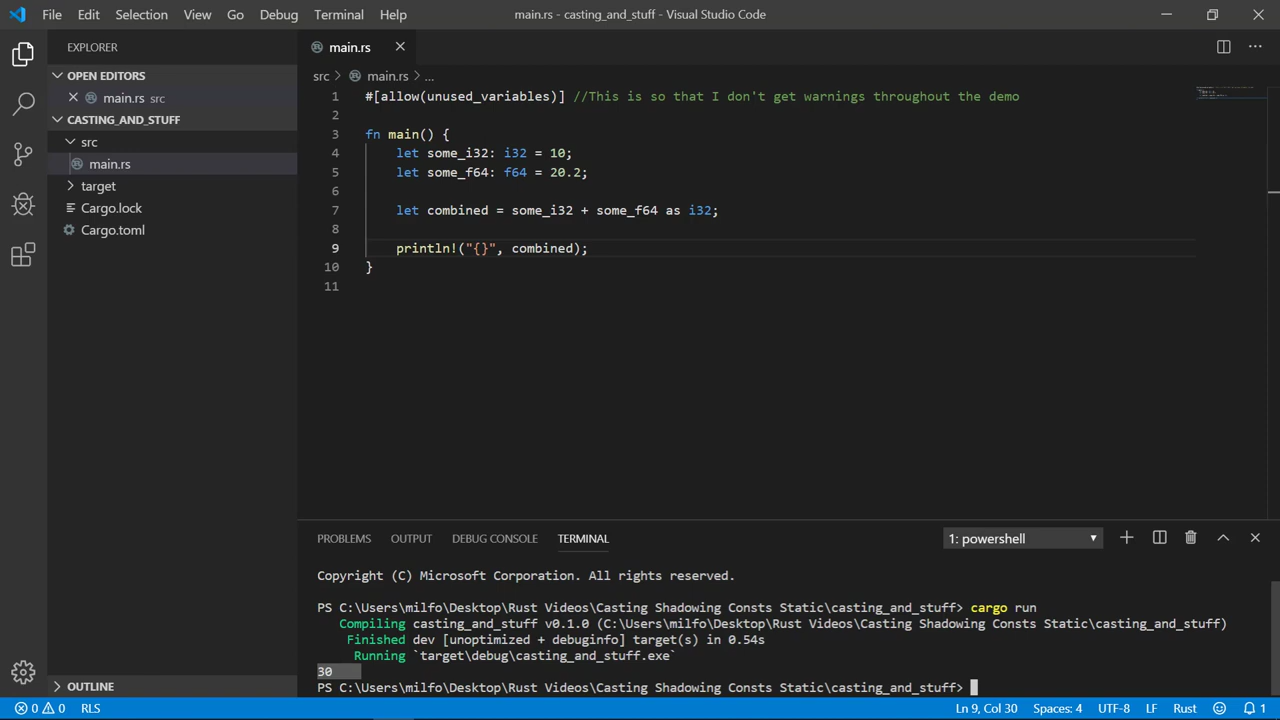 File Edit Selection View Go Debug Terminal Help main.rs - casting_and_stuff - Visual Studio Code
EXPLORER
OPEN EDITORS
main.rs src
CASTING_AND_STUFF
src
main.rs
target
Cargo.lock
Cargo.toml
OUTLINE
main.rs
src > main.rs > ...
1 #[allow(unused_variables)] //This is so that I don't get warnings throughout the demo
2
3 fn main() {
4 let some_i32: i32 = 10;
5 let some_f64: f64 = 20.2;
6
7 let combined = some_i32 + some_f64 as i32;
8
9 println!("{}", combined);
10 }
11
PROBLEMS OUTPUT DEBUG CONSOLE TERMINAL 1: powershell
Copyright (C) Microsoft Corporation. All rights reserved.
PS C:\Users\milfo\Desktop\Rust Videos\Casting Shadowing Consts Static\casting_and_stuff> cargo run
Compiling casting_and_stuff v0.1.0 (C:\Users\milfo\Desktop\Rust Videos\Casting Shadowing Consts Static\casting_and_stuff)
Finished dev [unoptimized + debuginfo] target(s) in 0.54s
Running `target\debug\casting_and_stuff.exe`
30
PS C:\Users\milfo\Desktop\Rust Videos\Casting Shadowing Consts Static\casting_and_stuff>
0 0 RLS Ln 9, Col 30 Spaces: 4 UTF-8 LF Rust 1